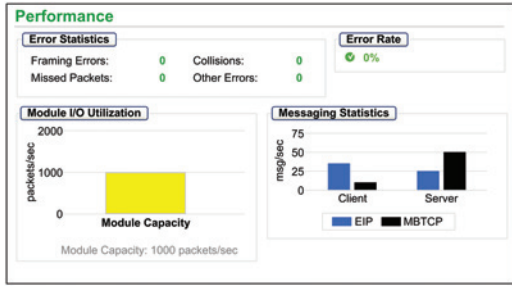 Performance
Error Statistics
Framing Errors: 0 Collisions: 0
Missed Packets: 0 Other Errors: 0
Error Rate
0%
Module I/O Utilization
packets/sec
2000
1000
0
Module Capacity
Module Capacity: 1000 packets/sec
Messaging Statistics
msg/sec
75
50
25
0
Client Server
EIP MBTCP